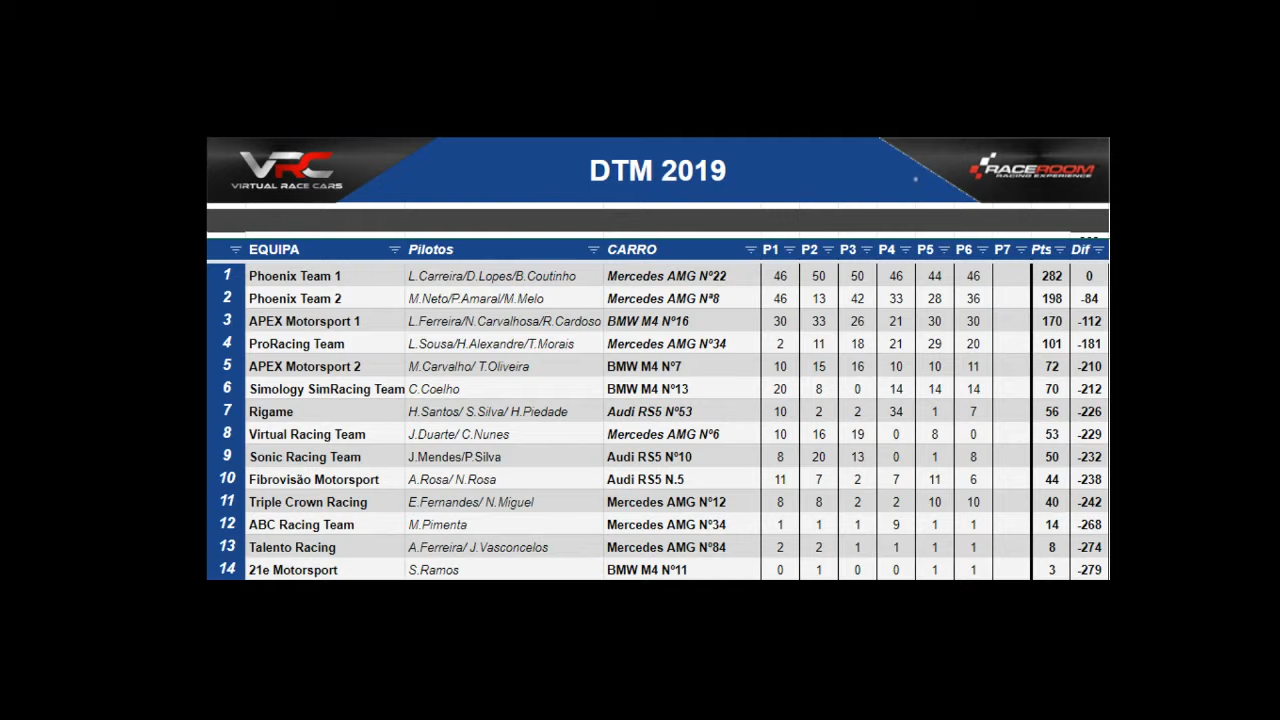 VRC
VIRTUAL RACE CARS
DTM 2019
RACEROOM
RACING EXPERIENCE
EQUIPA Pilotos CARRO P1 P2 P3 P4 P5 P6 P7 Pts Dif
1 Phoenix Team 1 L.Carreira/D.Lopes/B.Coutinho Mercedes AMG Nº22 46 50 50 46 44 46 282 0
2 Phoenix Team 2 M.Neto/P.Amaral/M.Melo Mercedes AMG Nª8 46 13 42 33 28 36 198 -84
3 APEX Motorsport 1 L.Ferreira/N.Carvalhosa/R.Cardoso BMW M4 Nº16 30 33 26 21 30 30 170 -112
4 ProRacing Team L.Sousa/H.Alexandre/T.Morais Mercedes AMG Nº34 2 11 18 21 29 20 101 -181
5 APEX Motorsport 2 M.Carvalho/ T.Oliveira BMW M4 Nº7 10 15 16 10 10 11 72 -210
6 Simology SimRacing Team C.Coelho BMW M4 Nº13 20 8 0 14 14 14 70 -212
7 Rigame H.Santos/ S.Silva/ H.Piedade Audi RS5 Nº53 10 2 2 34 1 7 56 -226
8 Virtual Racing Team J.Duarte/ C.Nunes Mercedes AMG Nº6 10 16 19 0 8 0 53 -229
9 Sonic Racing Team J.Mendes/P.Silva Audi RS5 Nº10 8 20 13 0 1 8 50 -232
10 Fibrovisão Motorsport A.Rosa/ N.Rosa Audi RS5 N.5 11 7 2 7 11 6 44 -238
11 Triple Crown Racing E.Fernandes/ N.Miguel Mercedes AMG Nº12 8 8 2 2 10 10 40 -242
12 ABC Racing Team M.Pimenta Mercedes AMG Nº34 1 1 1 9 1 1 14 -268
13 Talento Racing A.Ferreira/ J.Vasconcelos Mercedes AMG Nº84 2 2 1 1 1 1 8 -274
14 21e Motorsport S.Ramos BMW M4 Nº11 0 1 0 0 1 1 3 -279